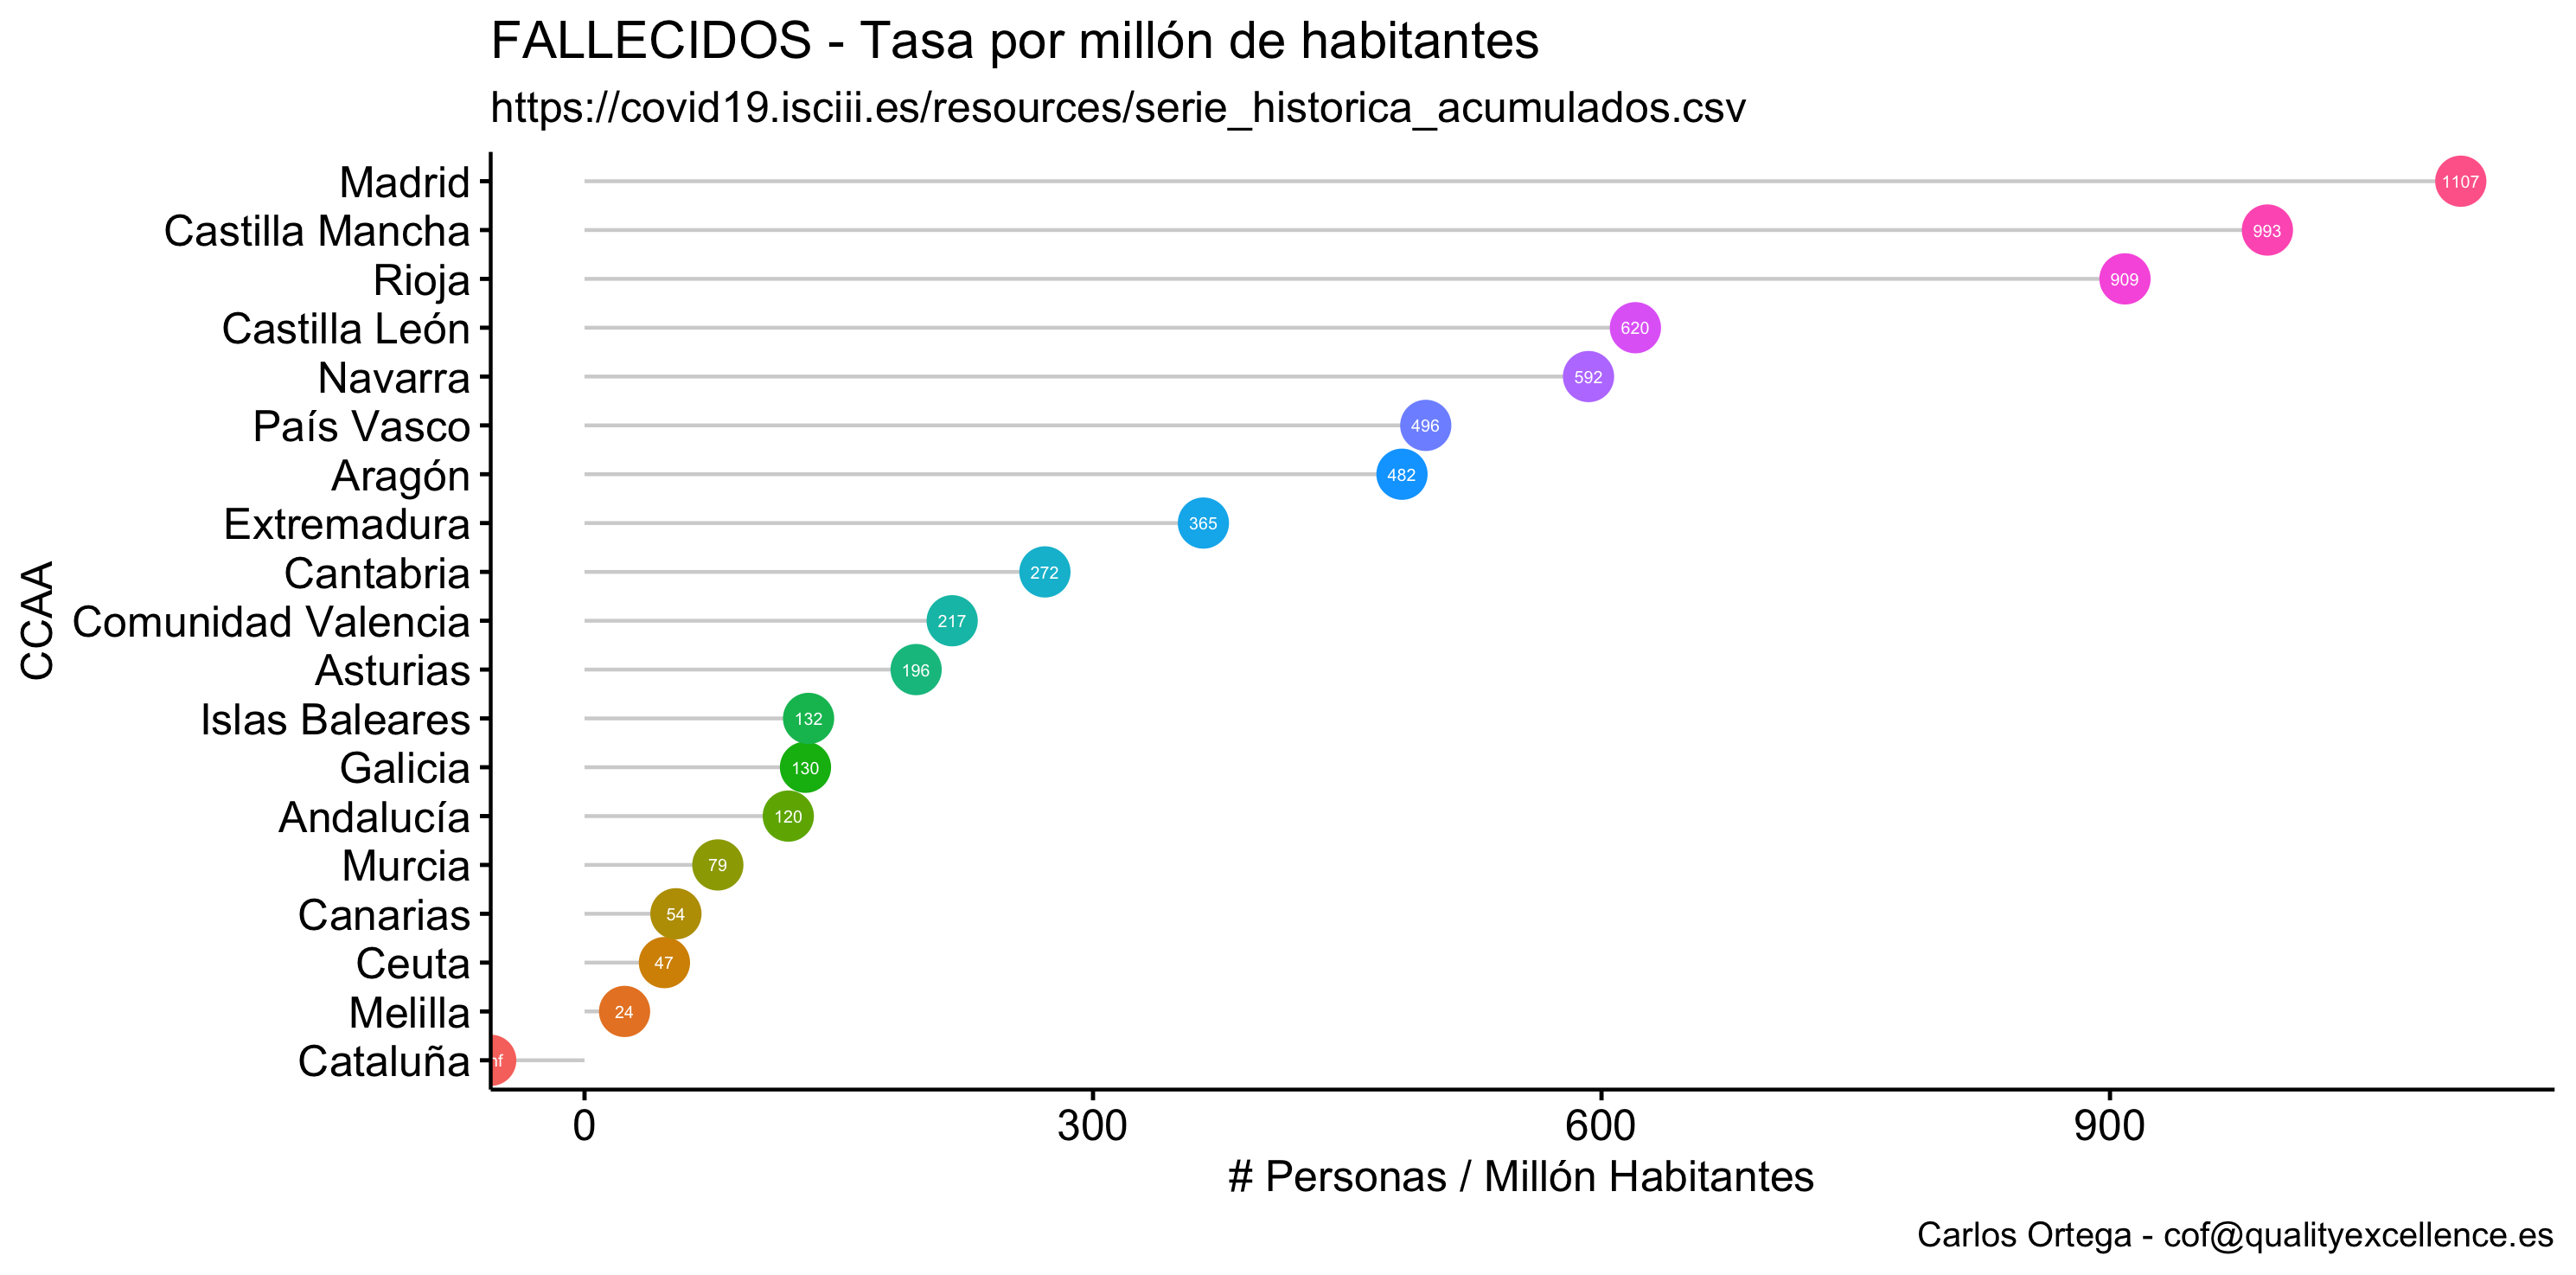 FALLECIDOS - Tasa por millón de habitantes
https://covid19.isciii.es/resources/serie_historica_acumulados.csv
CCAA
Madrid 1107
Castilla Mancha 993
Rioja 909
Castilla León 620
Navarra 592
País Vasco 496
Aragón 482
Extremadura 365
Cantabria 272
Comunidad Valencia 217
Asturias 196
Islas Baleares 132
Galicia 130
Andalucía 120
Murcia 79
Canarias 54
Ceuta 47
Melilla 24
Cataluña
0 300 600 900
# Personas / Millón Habitantes
Carlos Ortega - cof@qualityexcellence.es